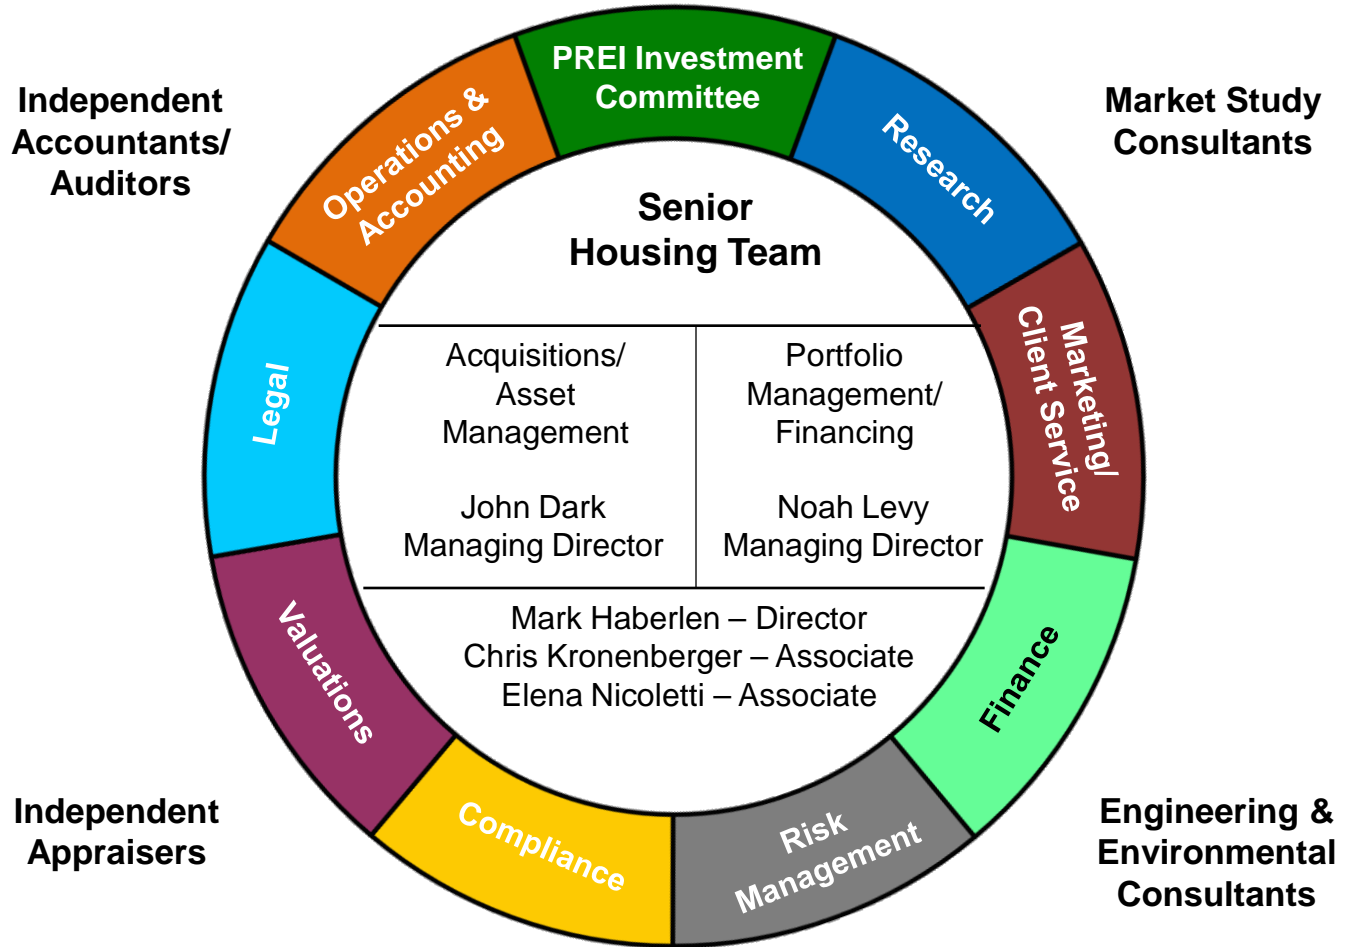 PREI Investment
Committee
Independent
Accountants/
Auditors
Operations &
Accounting
Research
Market Study
Consultants
Senior
Housing Team
Legal
Marketing/
Client Service
Acquisitions/
Asset
Management
John Dark
Managing Director
Portfolio
Management/
Financing
Noah Levy
Managing Director
Mark Haberlen – Director
Chris Kronenberger – Associate
Elena Nicoletti – Associate
Valuations
Finance
Compliance
Risk
Management
Independent
Appraisers
Engineering &
Environmental
Consultants